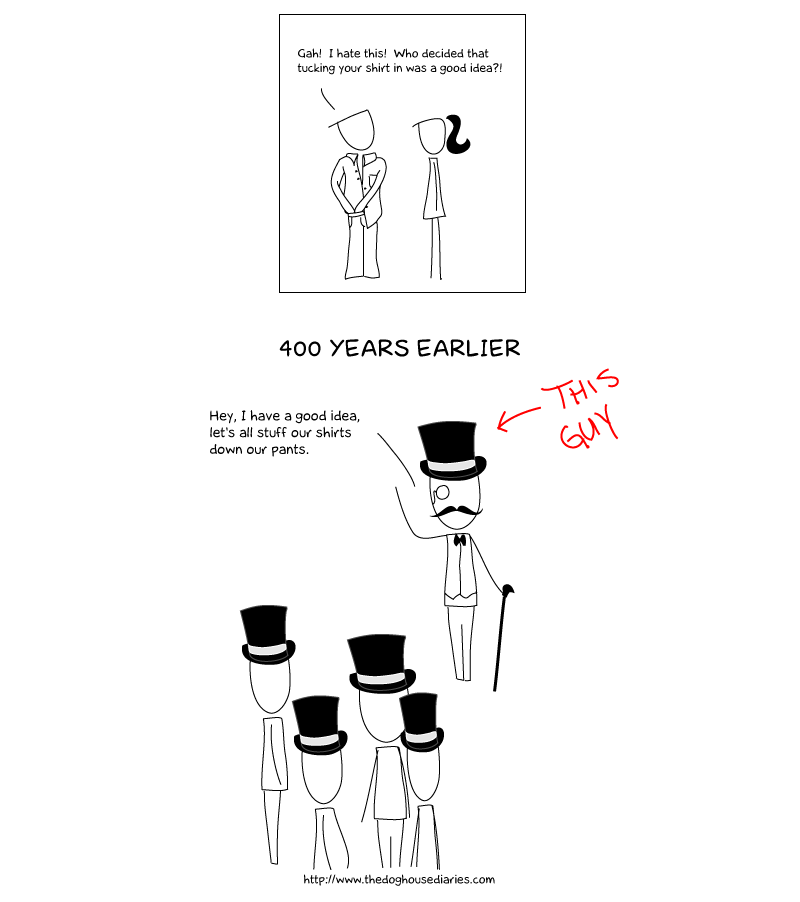 Gah! I hate this! Who decided that
tucking your shirt in was a good idea?!
400 YEARS EARLIER
THIS
GUY
Hey, I have a good idea,
let's all stuff our shirts
down our pants.
http://www.thedoghousediaries.com